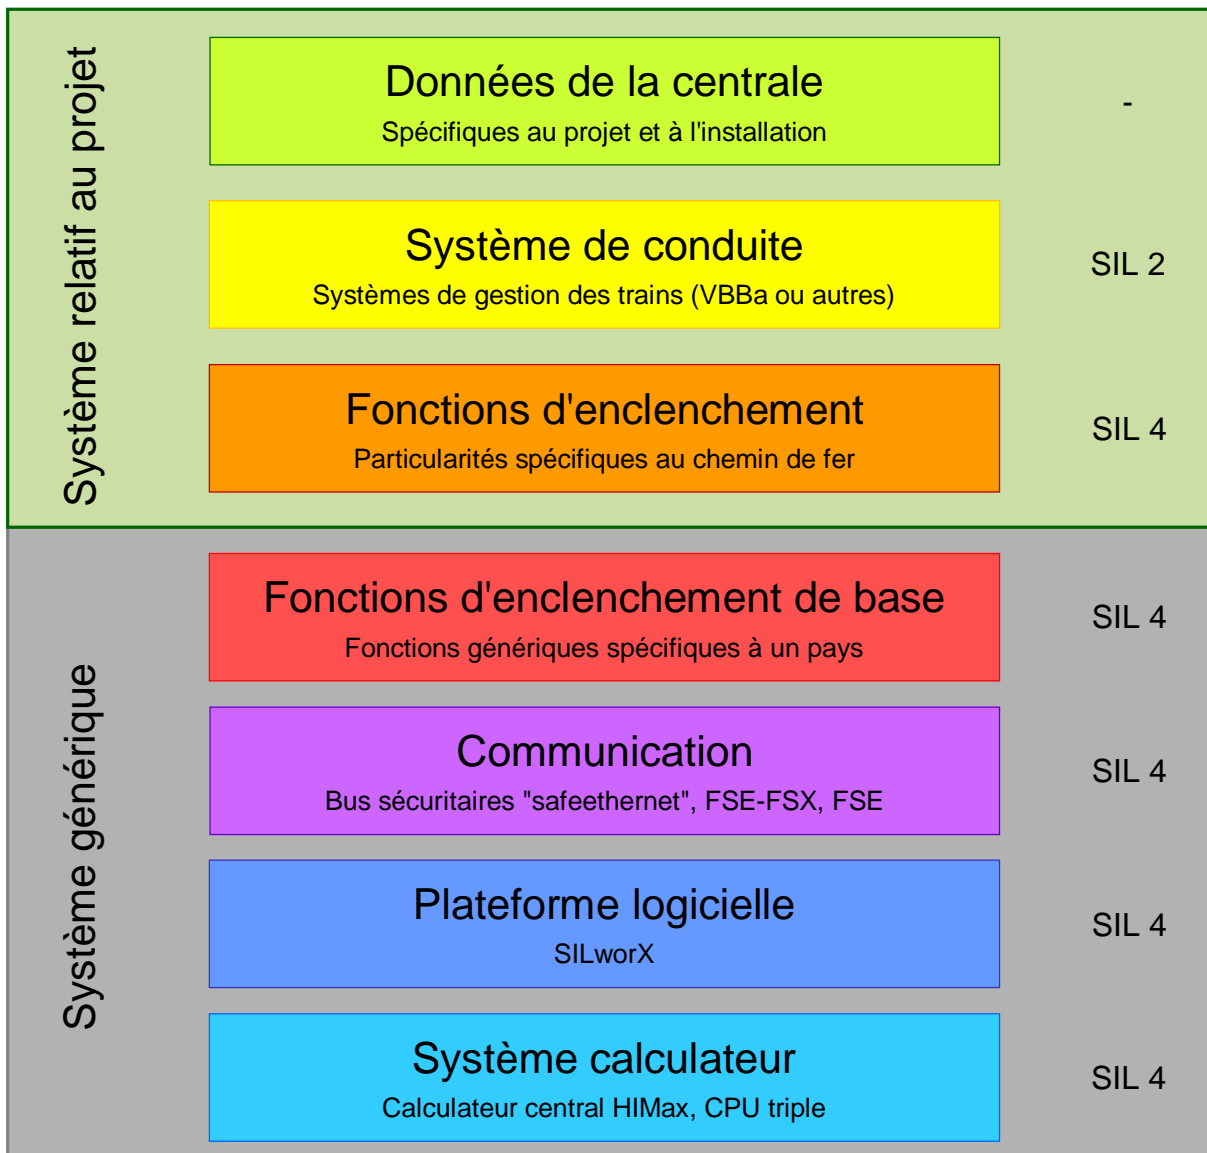 Système relatif au projet
Données de la centrale
Spécifiques au projet et à l'installation
-
Système de conduite
Systèmes de gestion des trains (VBBa ou autres)
SIL 2
Fonctions d'enclenchement
Particularités spécifiques au chemin de fer
SIL 4
Système générique
Fonctions d'enclenchement de base
Fonctions génériques spécifiques à un pays
SIL 4
Communication
Bus sécuritaires "safeethernet", FSE-FSX, FSE
SIL 4
Plateforme logicielle
SILworX
SIL 4
Système calculateur
Calculateur central HIMax, CPU triple
SIL 4